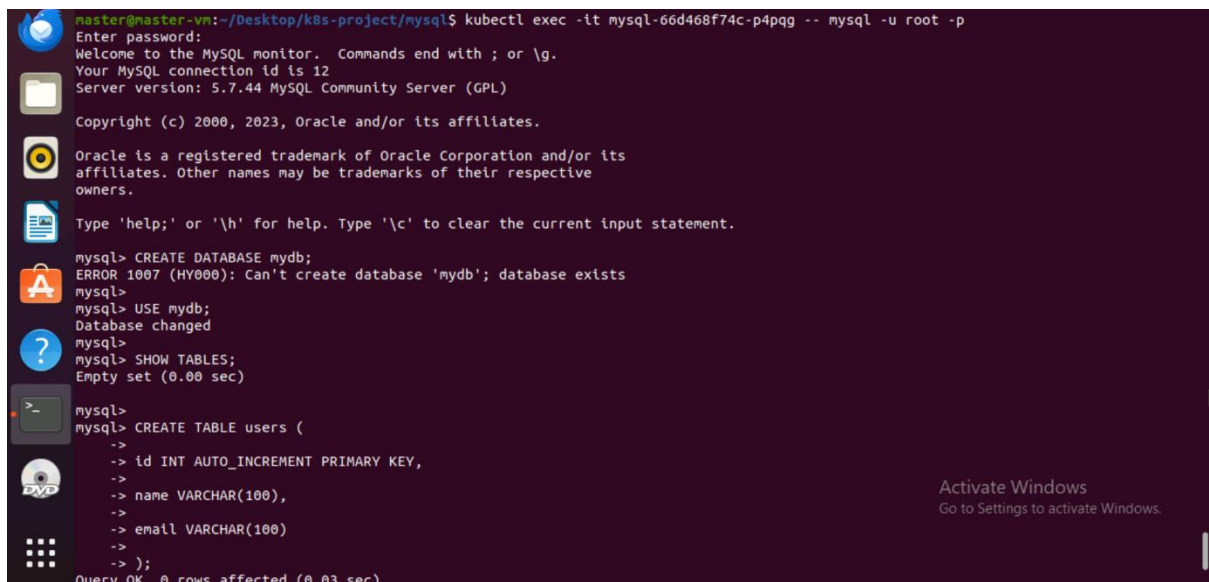 master@master-vm:~/Desktop/k8s-project/mysql$ kubectl exec -it mysql-66d468f74c-p4pqg -- mysql -u root -p
Enter password:
Welcome to the MySQL monitor.  Commands end with ; or \g.
Your MySQL connection id is 12
Server version: 5.7.44 MySQL Community Server (GPL)
Copyright (c) 2000, 2023, Oracle and/or its affiliates.
Oracle is a registered trademark of Oracle Corporation and/or its
affiliates. Other names may be trademarks of their respective
owners.
Type 'help;' or '\h' for help. Type '\c' to clear the current input statement.
mysql> CREATE DATABASE mydb;
ERROR 1007 (HY000): Can't create database 'mydb'; database exists
mysql>
mysql> USE mydb;
Database changed
mysql>
mysql> SHOW TABLES;
Empty set (0.00 sec)
mysql>
mysql> CREATE TABLE users (
->
-> id INT AUTO_INCREMENT PRIMARY KEY,
->
-> name VARCHAR(100),
->
-> email VARCHAR(100)
->
-> );
Query OK, 0 rows affected (0.03 sec)
Activate Windows
Go to Settings to activate Windows.
DVD